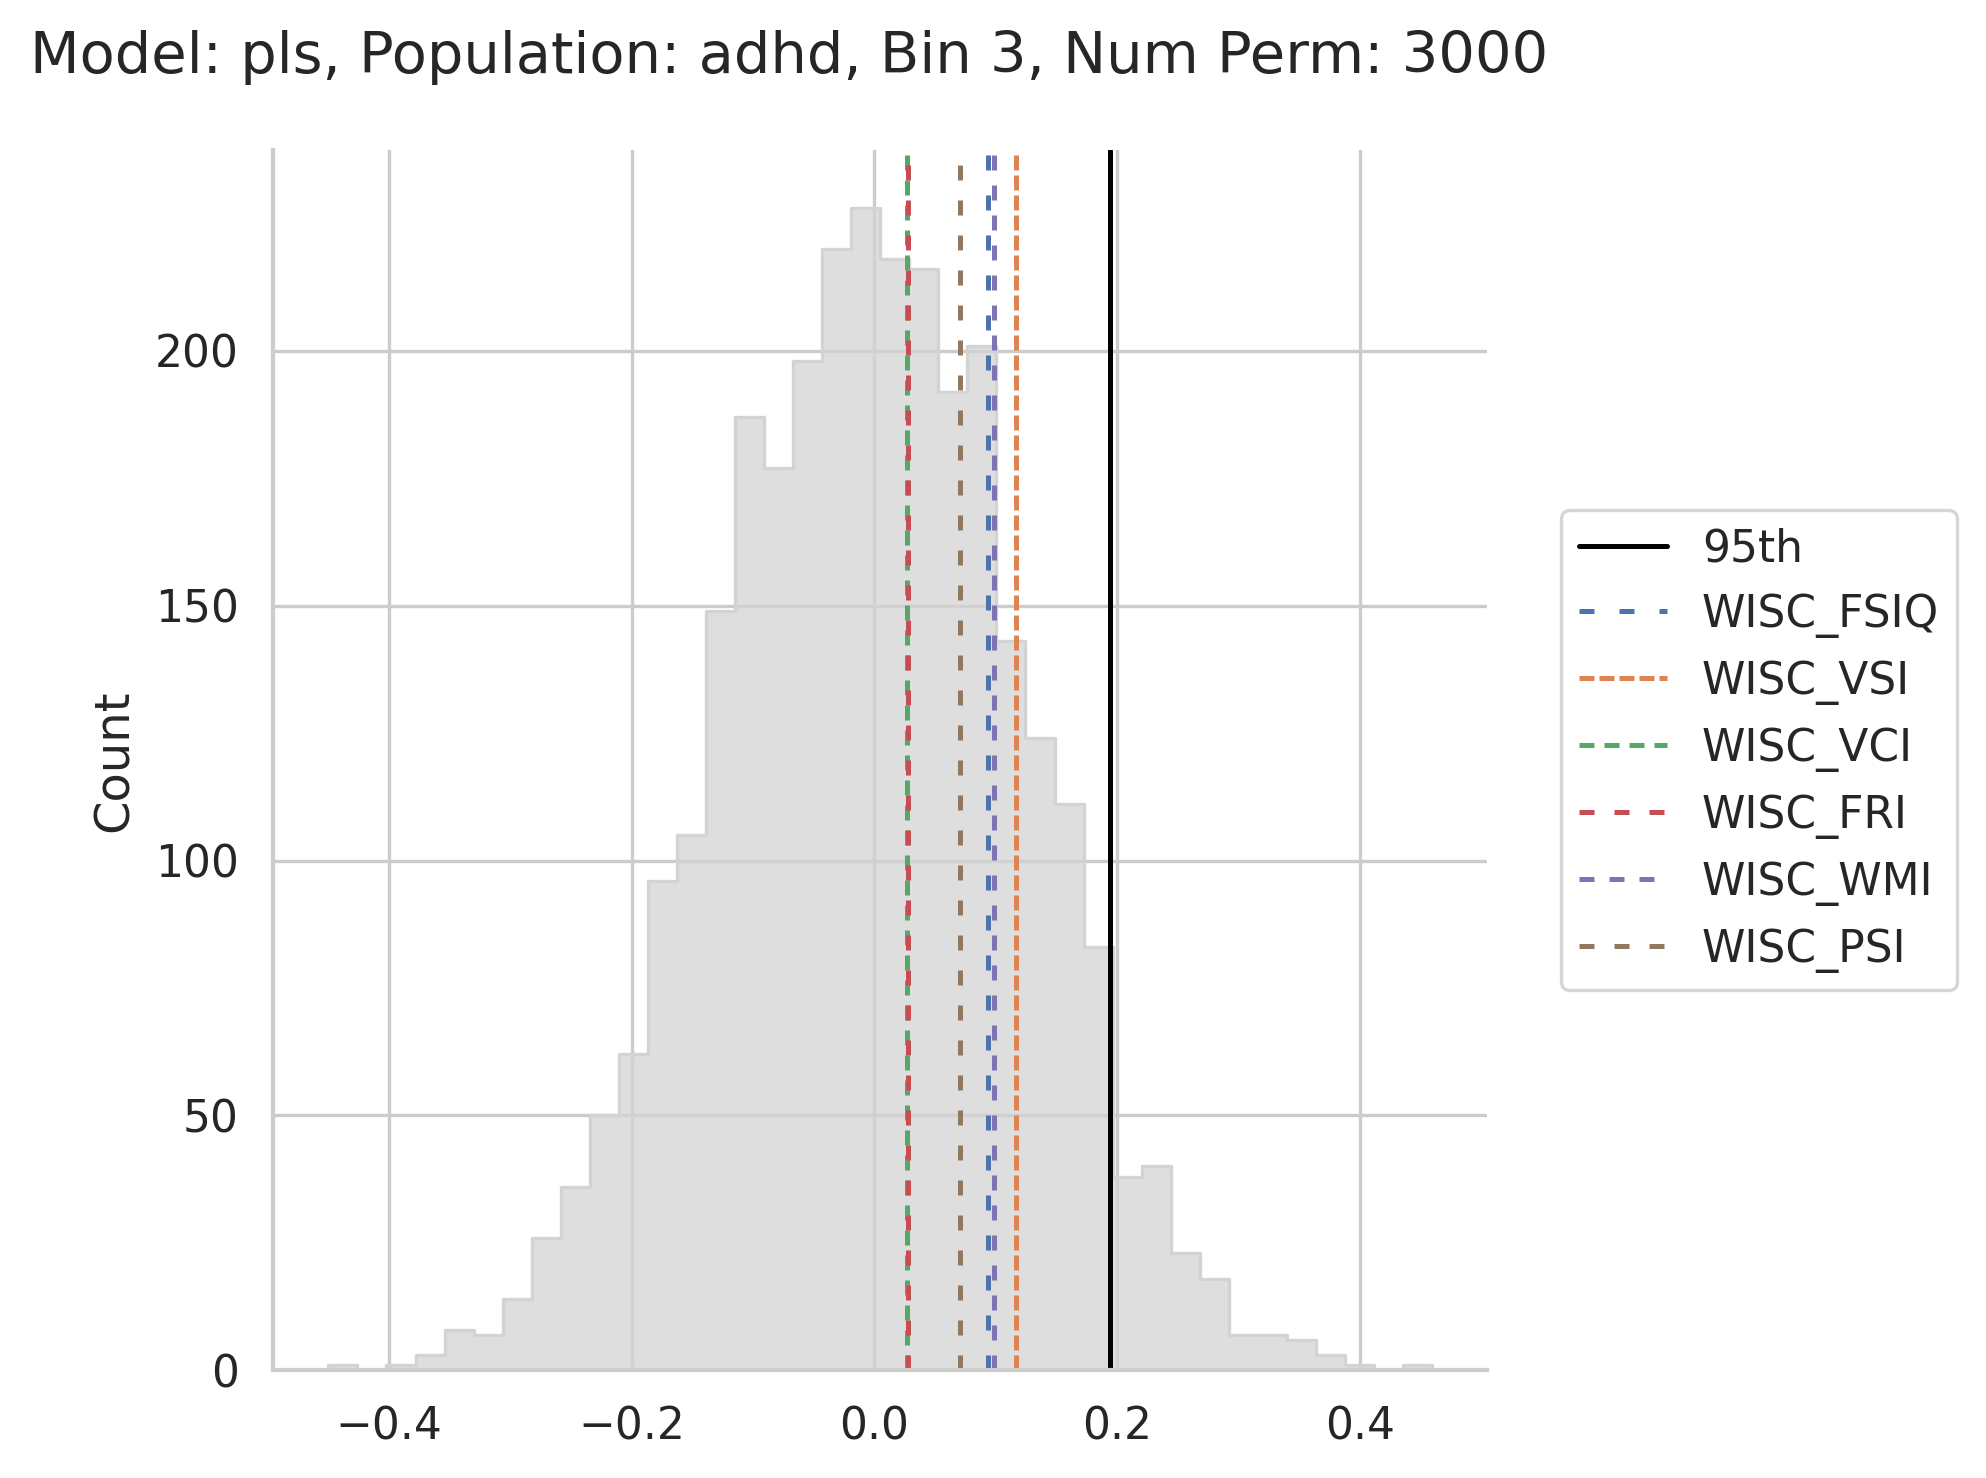 Model: pls, Population: adhd, Bin 3, Num Perm: 3000
Count
200
150
100
50
0
−0.4
−0.2
0.0
0.2
0.4
95th
WISC_FSIQ
WISC_VSI
WISC_VCI
WISC_FRI
WISC_WMI
WISC_PSI